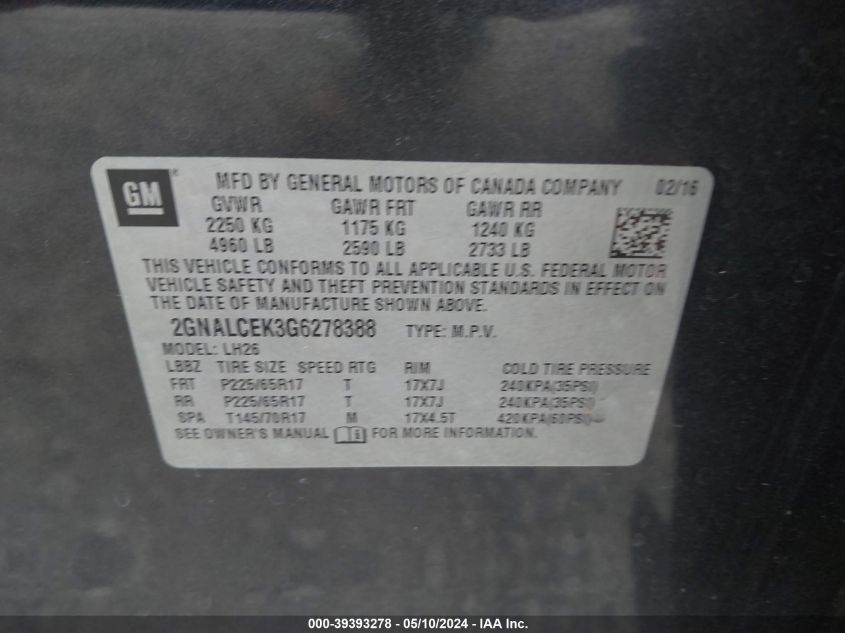 GM ® MFD BY GENERAL MOTORS OF CANADA COMPANY 02/16
GVWR GAWR FRT GAWR RR
2250 KG 1175 KG 1240 KG
4960 LB 2590 LB 2733 LB
THIS VEHICLE CONFORMS TO ALL APPLICABLE U.S. FEDERAL MOTOR
VEHICLE SAFETY AND THEFT PREVENTION STANDARDS IN EFFECT ON
THE DATE OF MANUFACTURE SHOWN ABOVE.
2GNALCEK3G6278388 TYPE: M.P.V.
MODEL: LH26
LBBZ TIRE SIZE SPEED RTG RIM COLD TIRE PRESSURE
FRT P225/65R17 T 17X7J 240KPA(35PSI)
RR P225/65R17 T 17X7J 240KPA(35PSI)
SPA T145/70R17 M 17X4.5T 420KPA(60PSI)
SEE OWNER'S MANUAL FOR MORE INFORMATION.
000-39393278 - 05/10/2024 - IAA Inc.